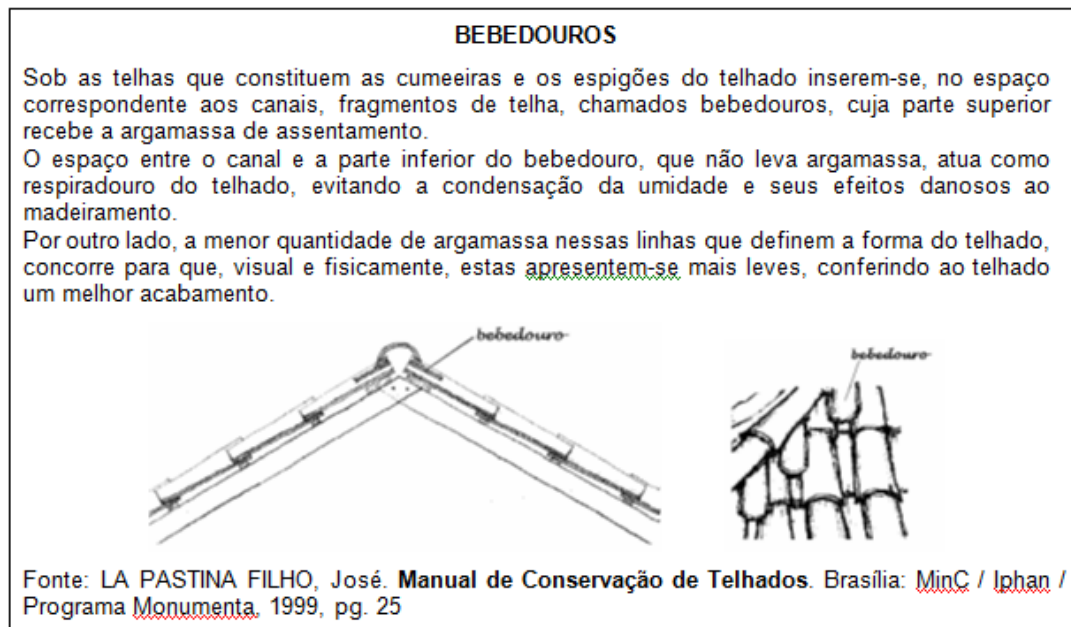 BEBEDOUROS
Sob as telhas que constituem as cumeeiras e os espigões do telhado inserem-se, no espaço
correspondente aos canais, fragmentos de telha, chamados bebedouros, cuja parte superior
recebe a argamassa de assentamento.
O espaço entre o canal e a parte inferior do bebedouro, que não leva argamassa, atua como
respiradouro do telhado, evitando a condensação da umidade e seus efeitos danosos ao
madeiramento.
Por outro lado, a menor quantidade de argamassa nessas linhas que definem a forma do telhado,
concorre para que, visual e fisicamente, estas apresentem-se mais leves, conferindo ao telhado
um melhor acabamento.
bebedouro
bebedouro
Fonte: LA PASTINA FILHO, José. Manual de Conservação de Telhados. Brasília: MinC / Iphan /
Programa Monumenta, 1999, pg. 25